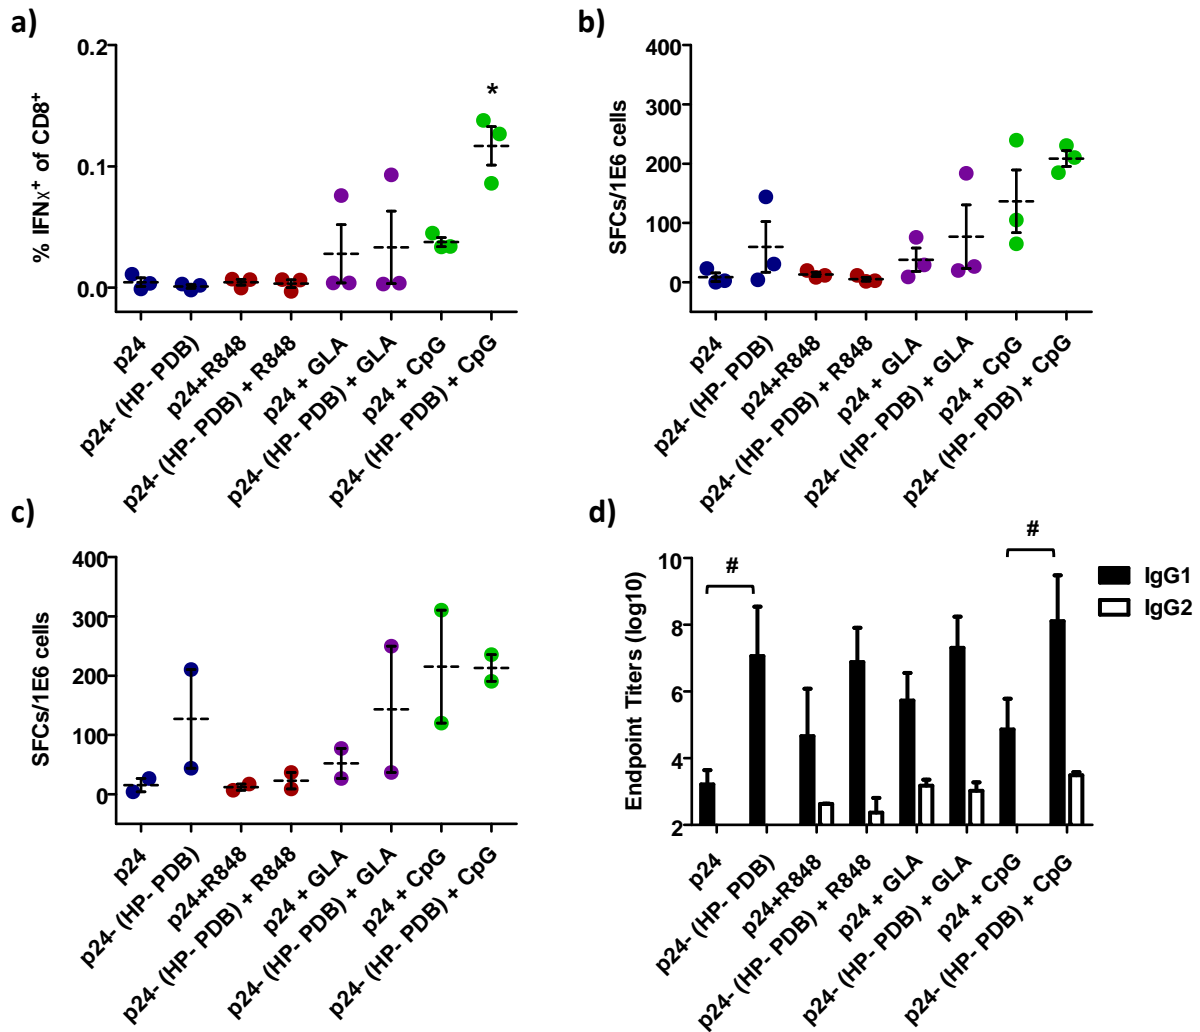 a)
% IFNχ⁺ of CD8⁺
0.2
0.1
0.0
*
p24
p24- (HP- PDB)
p24+R848
p24- (HP- PDB) + R848
p24 + GLA
p24- (HP- PDB) + GLA
p24 + CpG
p24- (HP- PDB) + CpG
b)
SFCs/1E6 cells
400
300
200
100
0
p24
p24- (HP- PDB)
p24+R848
p24- (HP- PDB) + R848
p24 + GLA
p24- (HP- PDB) + GLA
p24 + CpG
p24- (HP- PDB) + CpG
c)
SFCs/1E6 cells
400
300
200
100
0
p24
p24- (HP- PDB)
p24+R848
p24- (HP- PDB) + R848
p24 + GLA
p24- (HP- PDB) + GLA
p24 + CpG
p24- (HP- PDB) + CpG
d)
Endpoint Titers (log10)
10
8
6
4
2
#
#
IgG1
IgG2
p24
p24- (HP- PDB)
p24+R848
p24- (HP- PDB) + R848
p24 + GLA
p24- (HP- PDB) + GLA
p24 + CpG
p24- (HP- PDB) + CpG